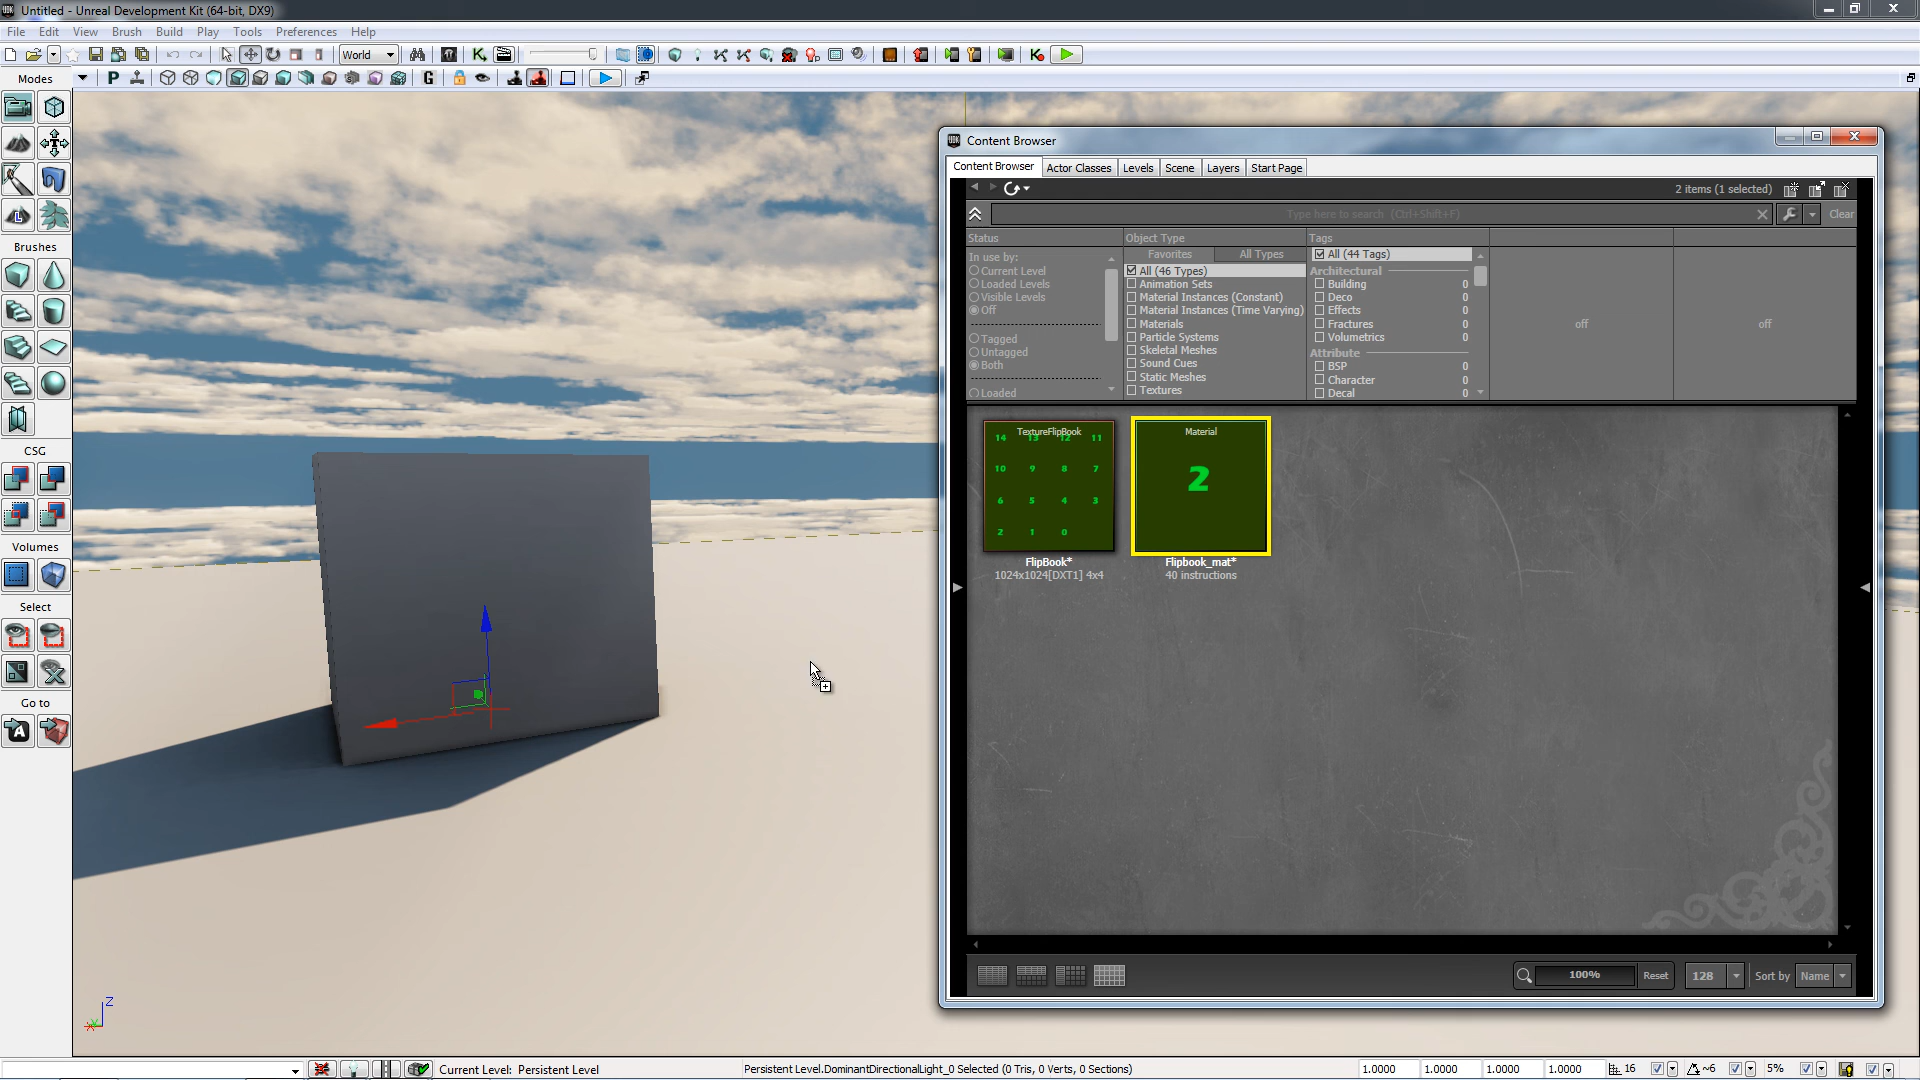 Untitled - Unreal Development Kit (64-bit, DX9)
File Edit View Brush Build Play Tools Preferences Help
World
Modes
P
G
Brushes
CSG
Volumes
Select
Go to
Content Browser
Content Browser Actor Classes Levels Scene Layers Start Page
2 items (1 selected)
Type here to search (Ctrl+Shift+F)
Clear
Status
In use by:
Current Level
Loaded Levels
Visible Levels
Off
Tagged
Untagged
Both
Loaded
Object Type
Favorites All Types
All (46 Types)
Animation Sets
Material Instances (Constant)
Material Instances (Time Varying)
Materials
Particle Systems
Skeletal Meshes
Sound Cues
Static Meshes
Textures
Tags
All (44 Tags)
Architectural
Building 0
Deco 0
Effects 0
Fractures 0
Volumetrics 0
Attribute
BSP 0
Character 0
Decal 0
off
off
TextureFlipBook
14 13 12 11
10 9 8 7
6 5 4 3
2 1 0
FlipBook*
1024x1024[DXT1] 4x4
Material
2
Flipbook_mat*
40 instructions
100% Reset 128 Sort by Name
Z
X
Y
Current Level: Persistent Level
Persistent Level.DominantDirectionalLight_0 Selected (0 Tris, 0 Verts, 0 Sections)
1.0000 1.0000 1.0000 1.0000 16 ~6 5%